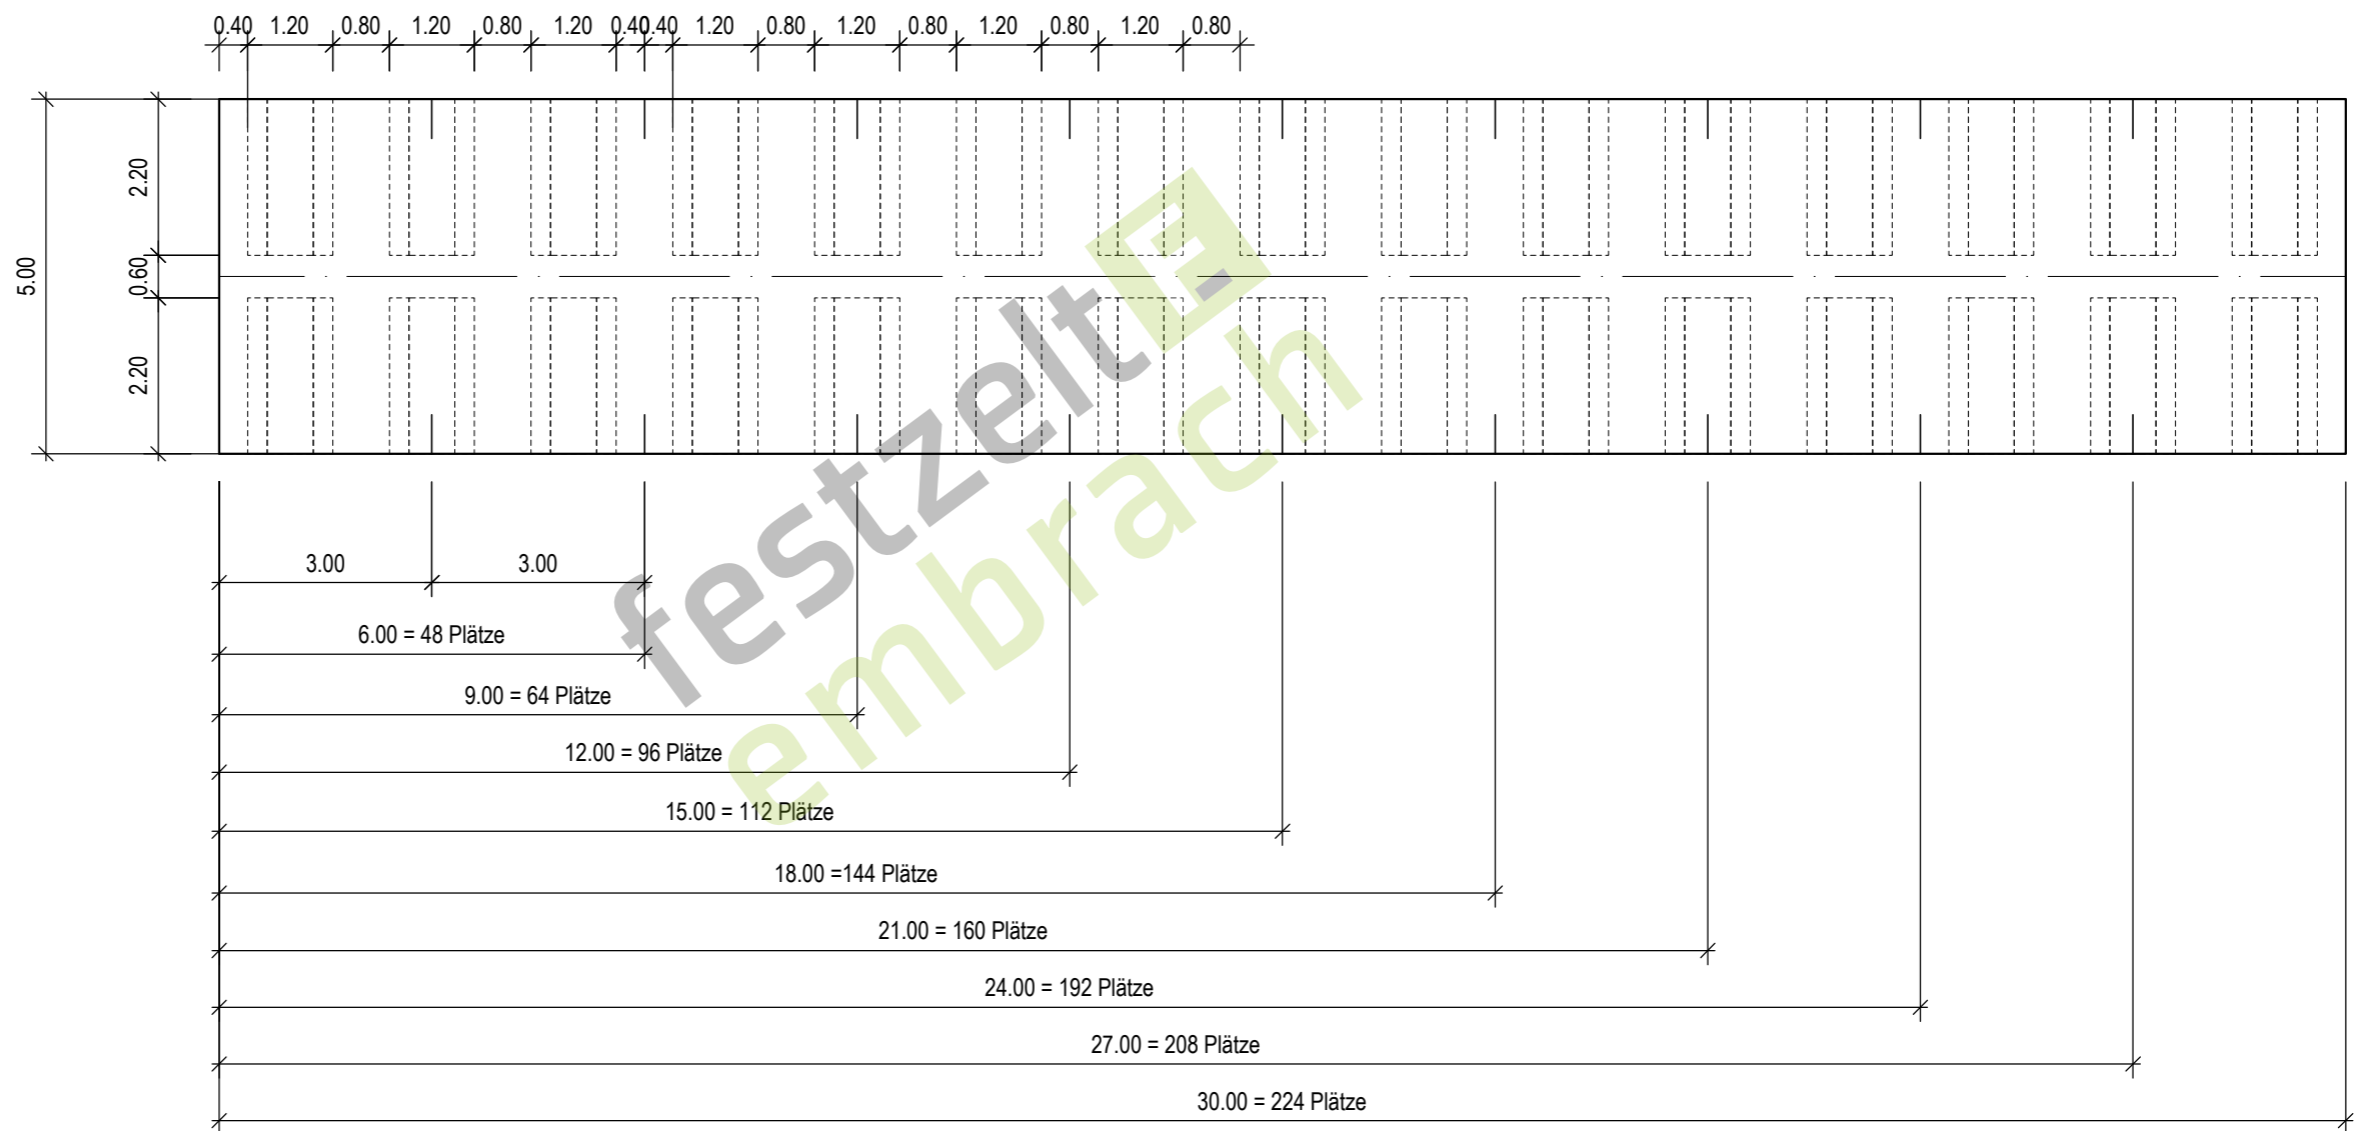 0.40 1.20 0.80 1.20 0.80 1.20 0.40 0.40 1.20 0.80 1.20 0.80 1.20 0.80 1.20 0.80
5.00
2.20
0.60
2.20
festzelt-E
embrach
3.00 3.00
6.00 = 48 Plätze
9.00 = 64 Plätze
12.00 = 96 Plätze
15.00 = 112 Plätze
18.00 =144 Plätze
21.00 = 160 Plätze
24.00 = 192 Plätze
27.00 = 208 Plätze
30.00 = 224 Plätze